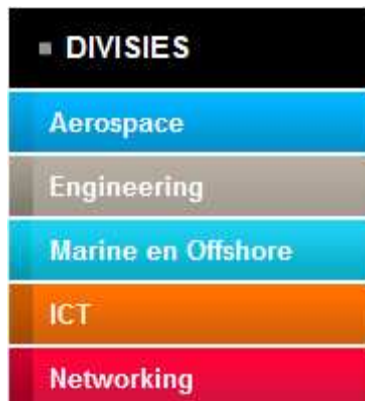 DIVISIES
Aerospace
Engineering
Marine en Offshore
ICT
Networking